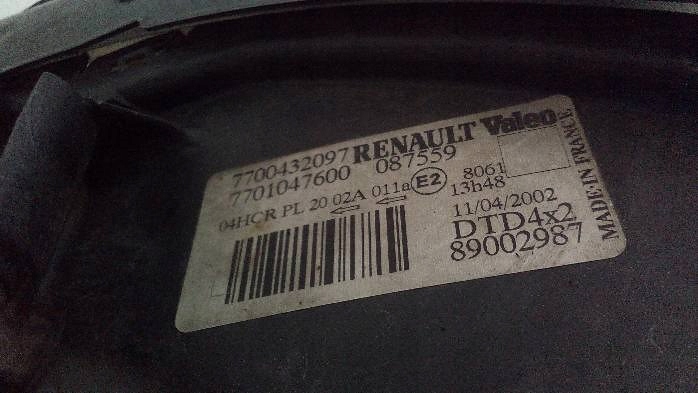 7700432097 RENAULT Valeo
7701047600 087559
04HCR PL 20 02A 011a E2 8061
13h48
11/04/2002
DTD4x2
89002987
MADE IN FRANCE